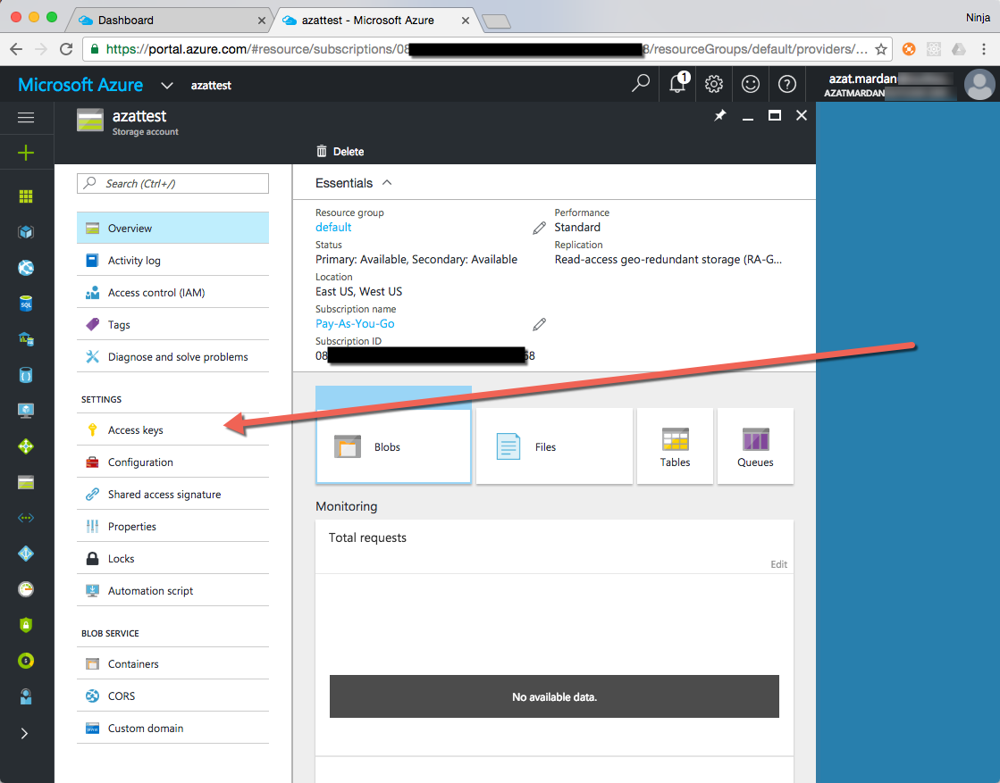 Dashboard
azattest - Microsoft Azure
Ninja
https://portal.azure.com/#resource/subscriptions/08 8/resourceGroups/default/providers/...
Microsoft Azure
azattest
1
azat.mardan
AZATMARDAN
azattest
Storage account
Delete
Search (Ctrl+/)
Overview
Activity log
Access control (IAM)
Tags
Diagnose and solve problems
SETTINGS
Access keys
Configuration
Shared access signature
Properties
Locks
Automation script
BLOB SERVICE
Containers
CORS
Custom domain
Essentials
Resource group
default
Status
Primary: Available, Secondary: Available
Location
East US, West US
Subscription name
Pay-As-You-Go
Subscription ID
08 68
Performance
Standard
Replication
Read-access geo-redundant storage (RA-G...
Blobs
Files
Tables
Queues
Monitoring
Total requests
Edit
No available data.